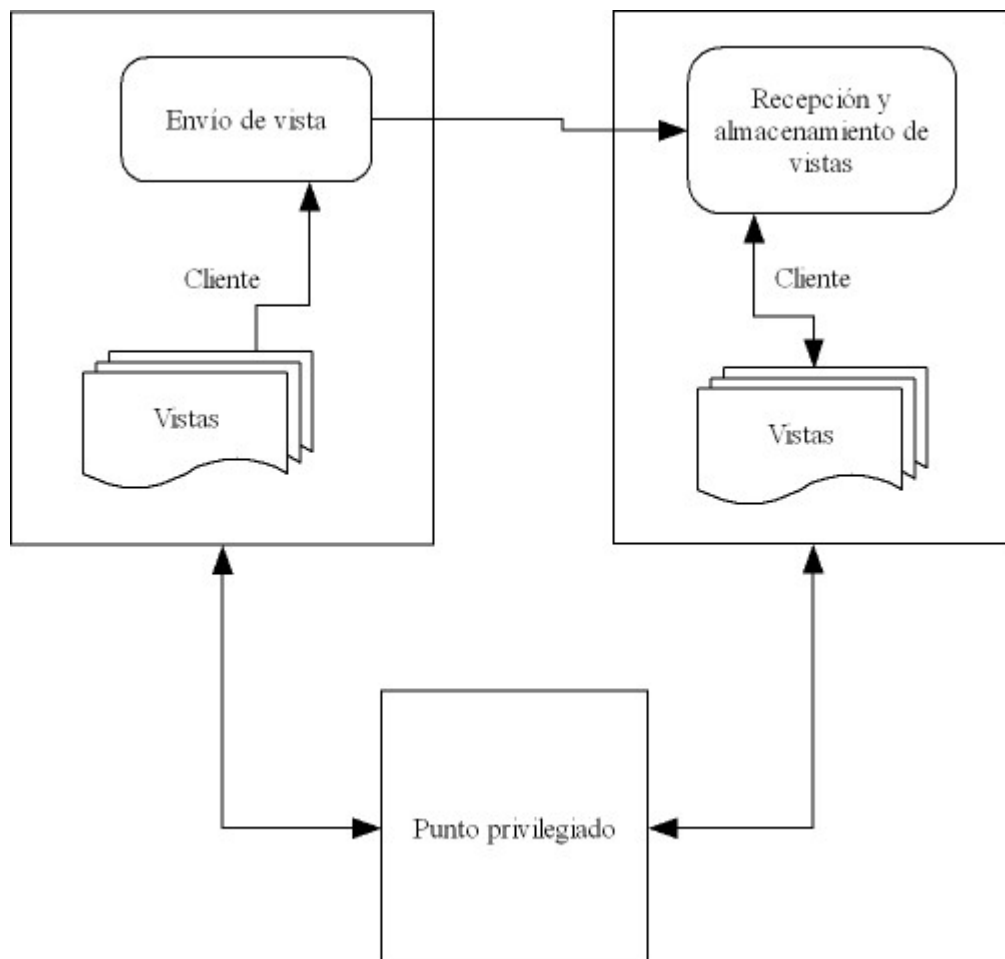 Envío de vista
Recepción y
almacenamiento de
vistas
Cliente
Cliente
Vistas
Vistas
Punto privilegiado